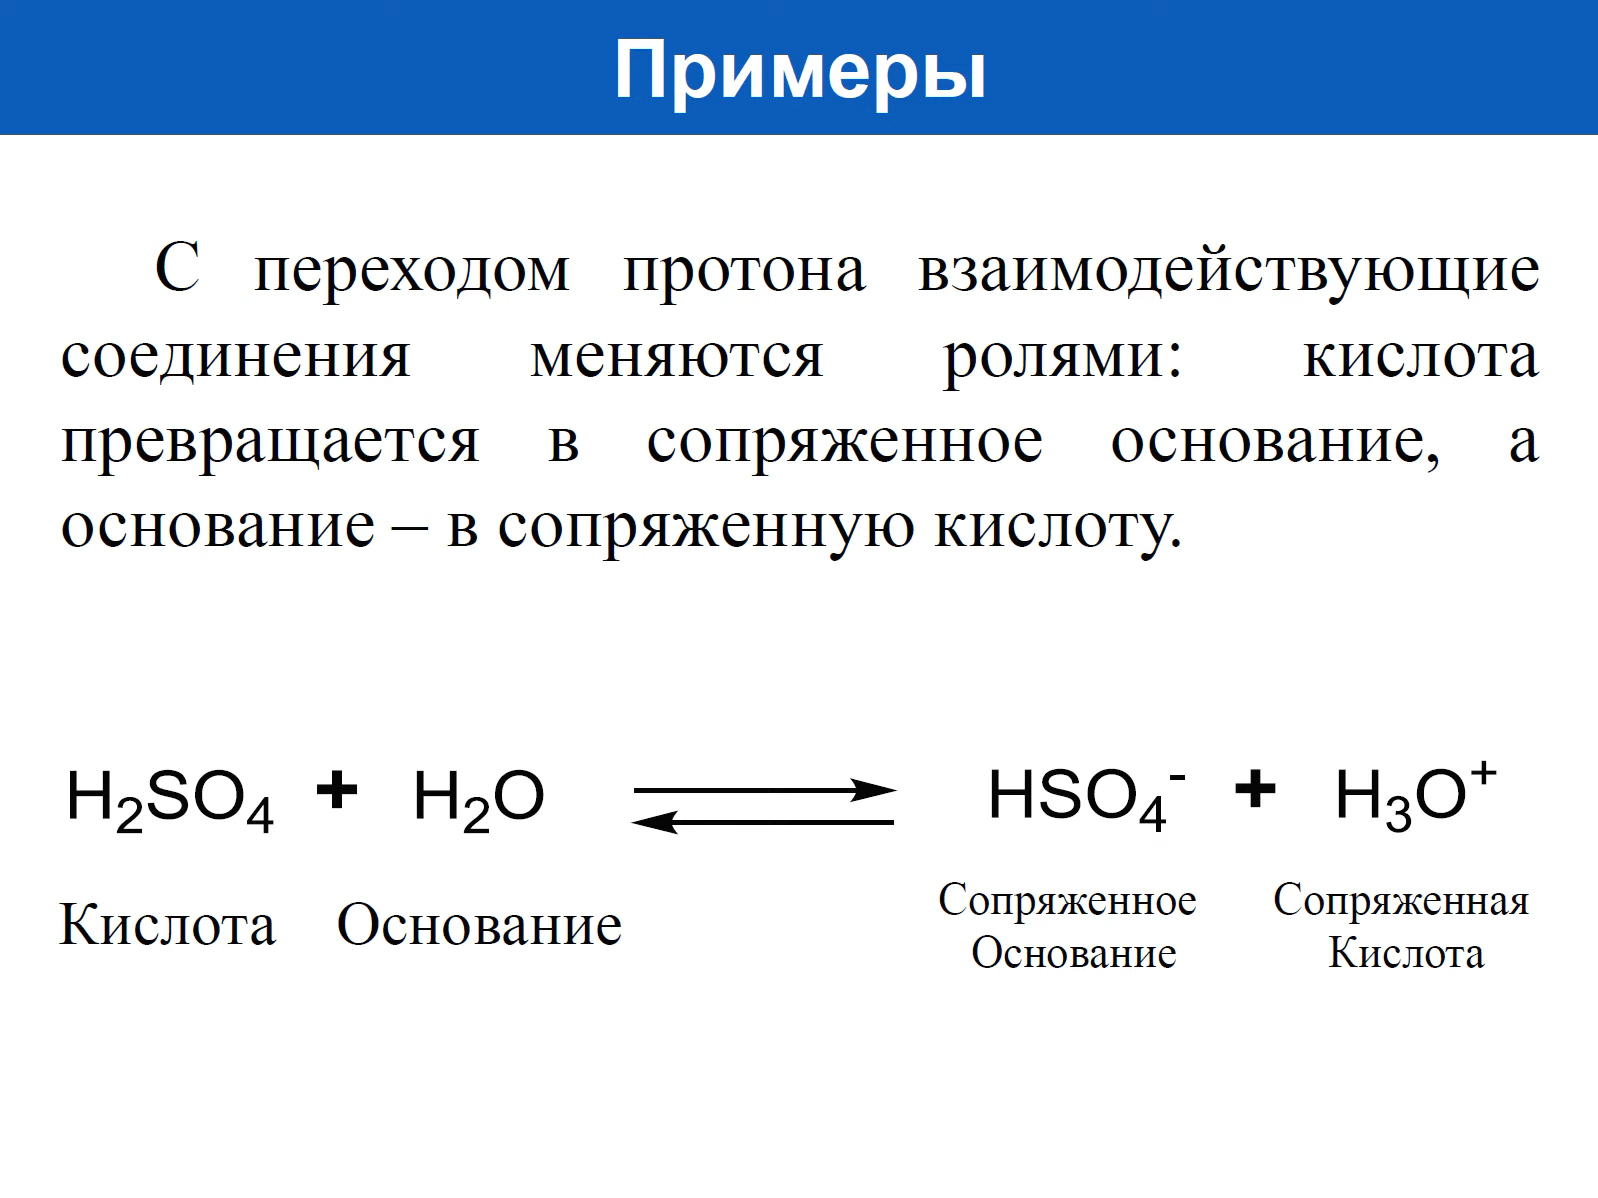 Примеры
С переходом протона взаимодействующие
соединения меняются ролями: кислота
превращается в сопряженное основание, а
основание – в сопряженную кислоту.
H₂SO₄ + H₂O ⇌ HSO₄⁻ + H₃O⁺
Кислота Основание Сопряженное Основание Сопряженная Кислота